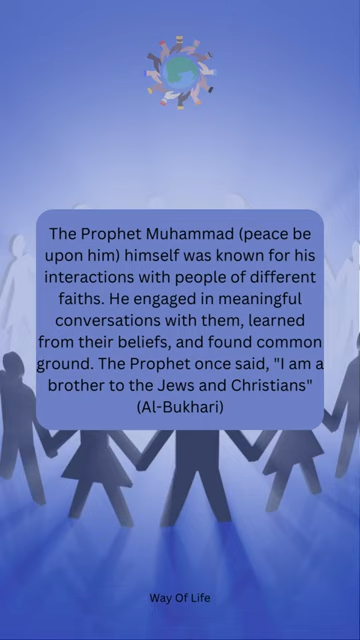 The Prophet Muhammad (peace be
upon him) himself was known for his
interactions with people of different
faiths. He engaged in meaningful
conversations with them, learned
from their beliefs, and found common
ground. The Prophet once said, "I am a
brother to the Jews and Christians"
(Al-Bukhari)
Way Of Life